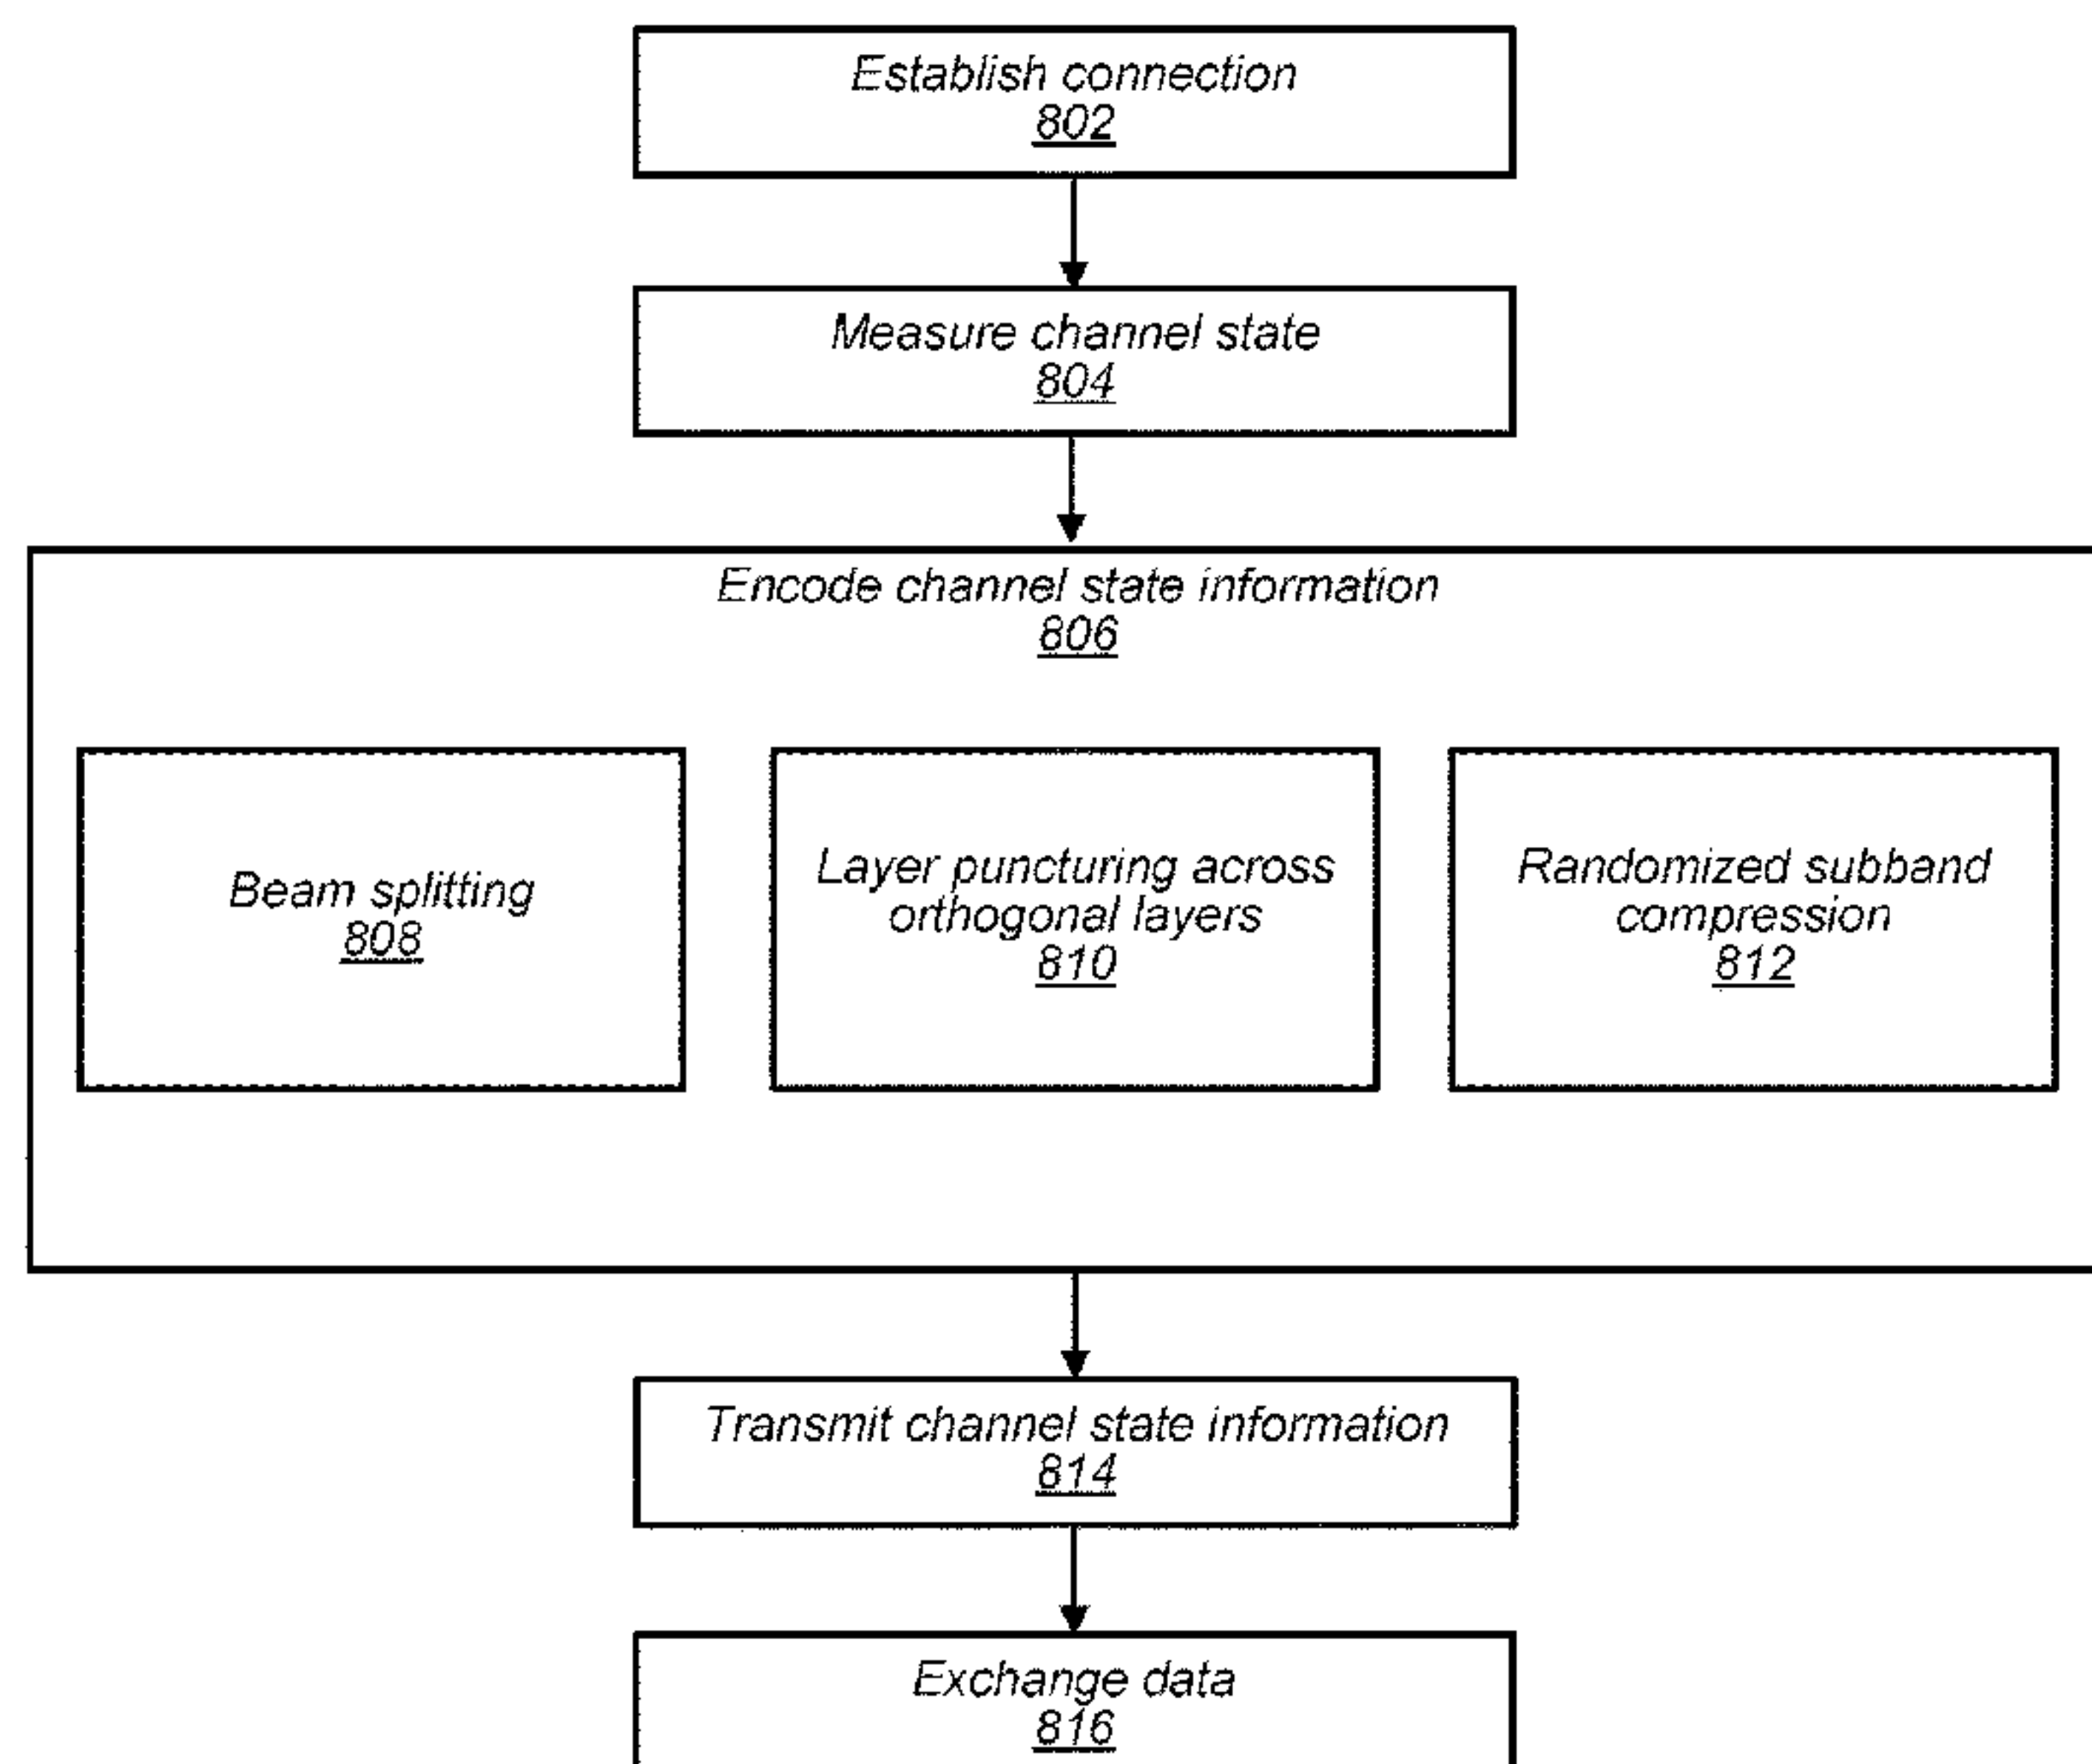 Establish connection
802
Measure channel state
804
Encode channel state information
806
Beam splitting
808
Layer puncturing across
orthogonal layers
810
Randomized subband
compression
812
Transmit channel state information
814
Exchange data
816